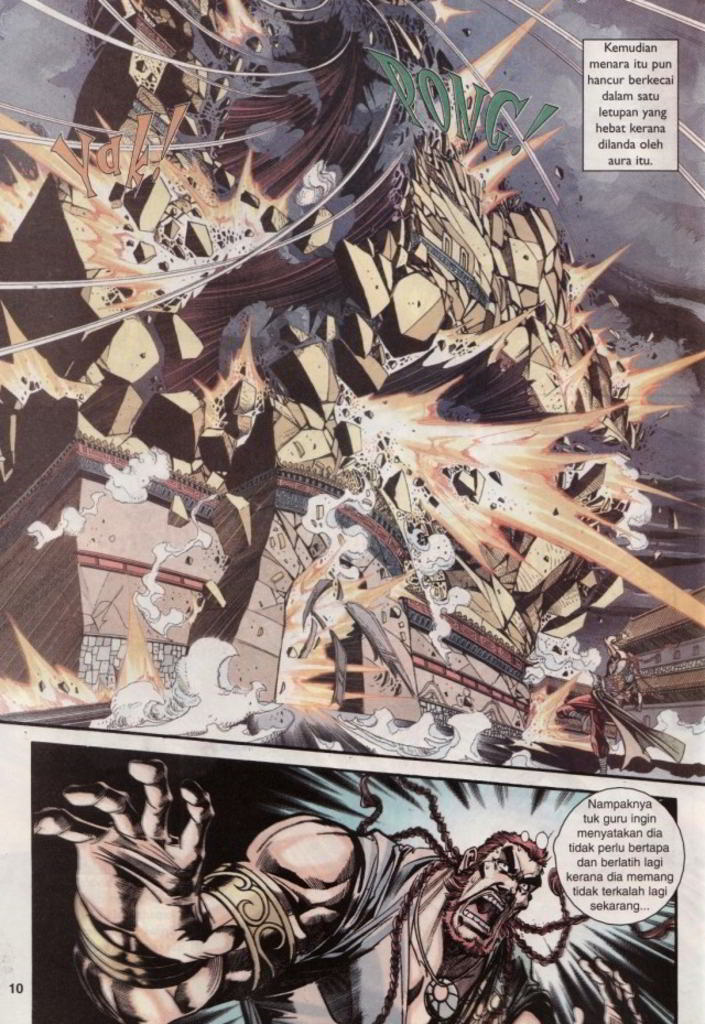 Kemudian
menara itu pun
hancur berkecai
dalam satu
letupan yang
hebat kerana
dilanda oleh
aura itu.
PONG!
Yah!
Nampaknya
tuk guru ingin
menyatakan dia
tidak perlu bertapa
dan berlatih lagi
kerana dia memang
tidak terkalah lagi
sekarang...
10